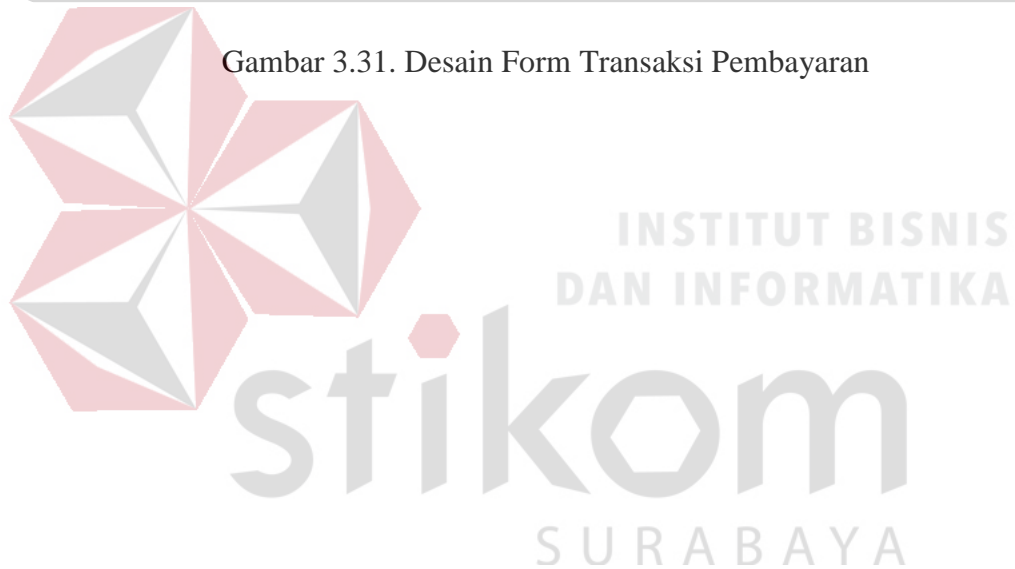 Gambar 3.31. Desain Form Transaksi Pembayaran
INSTITUT BISNIS
DAN INFORMATIKA
stikom
SURABAYA